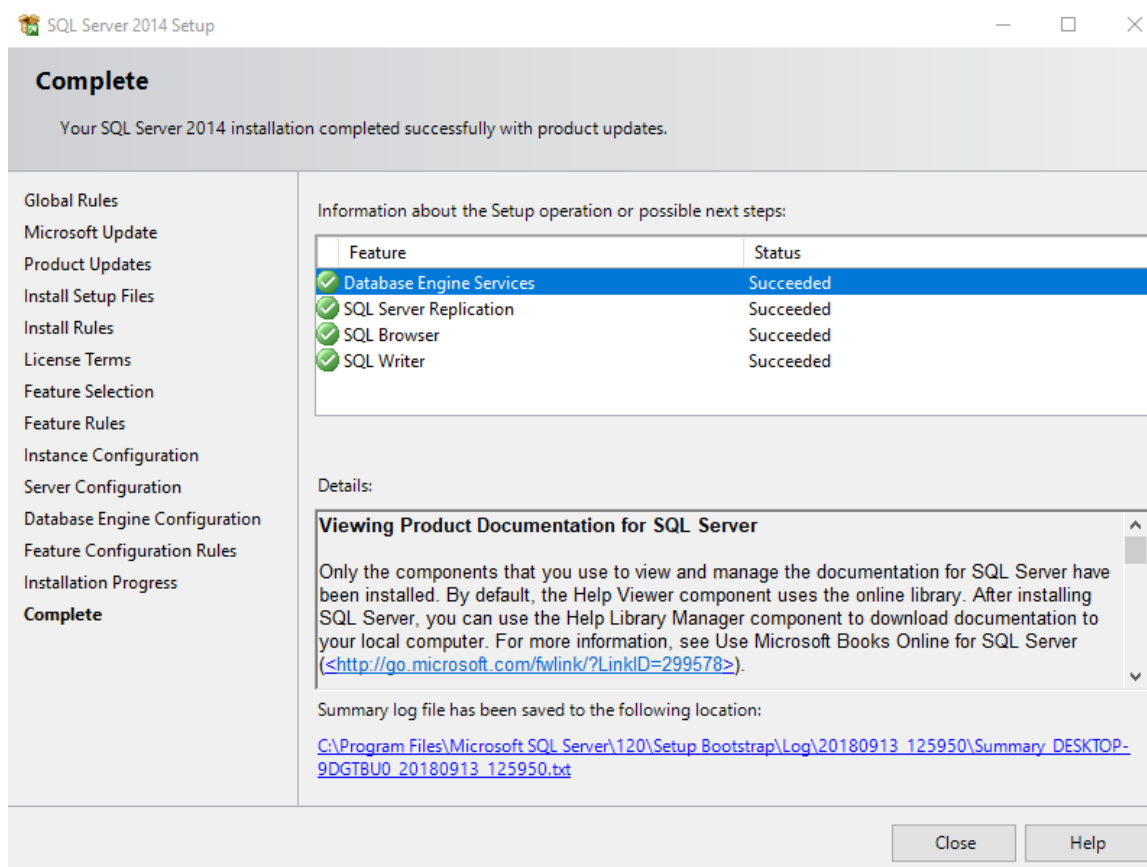 SQL Server 2014 Setup
Complete
Your SQL Server 2014 installation completed successfully with product updates.
Global Rules
Microsoft Update
Product Updates
Install Setup Files
Install Rules
License Terms
Feature Selection
Feature Rules
Instance Configuration
Server Configuration
Database Engine Configuration
Feature Configuration Rules
Installation Progress
Complete
Information about the Setup operation or possible next steps:
Feature Status
Database Engine Services Succeeded
SQL Server Replication Succeeded
SQL Browser Succeeded
SQL Writer Succeeded
Details:
Viewing Product Documentation for SQL Server
Only the components that you use to view and manage the documentation for SQL Server have
been installed. By default, the Help Viewer component uses the online library. After installing
SQL Server, you can use the Help Library Manager component to download documentation to
your local computer. For more information, see Use Microsoft Books Online for SQL Server
(<http://go.microsoft.com/fwlink/?LinkID=299578>).
Summary log file has been saved to the following location:
C:\Program Files\Microsoft SQL Server\120\Setup Bootstrap\Log\20180913_125950\Summary_DESKTOP-
9DGTBU0_20180913_125950.txt
Close
Help